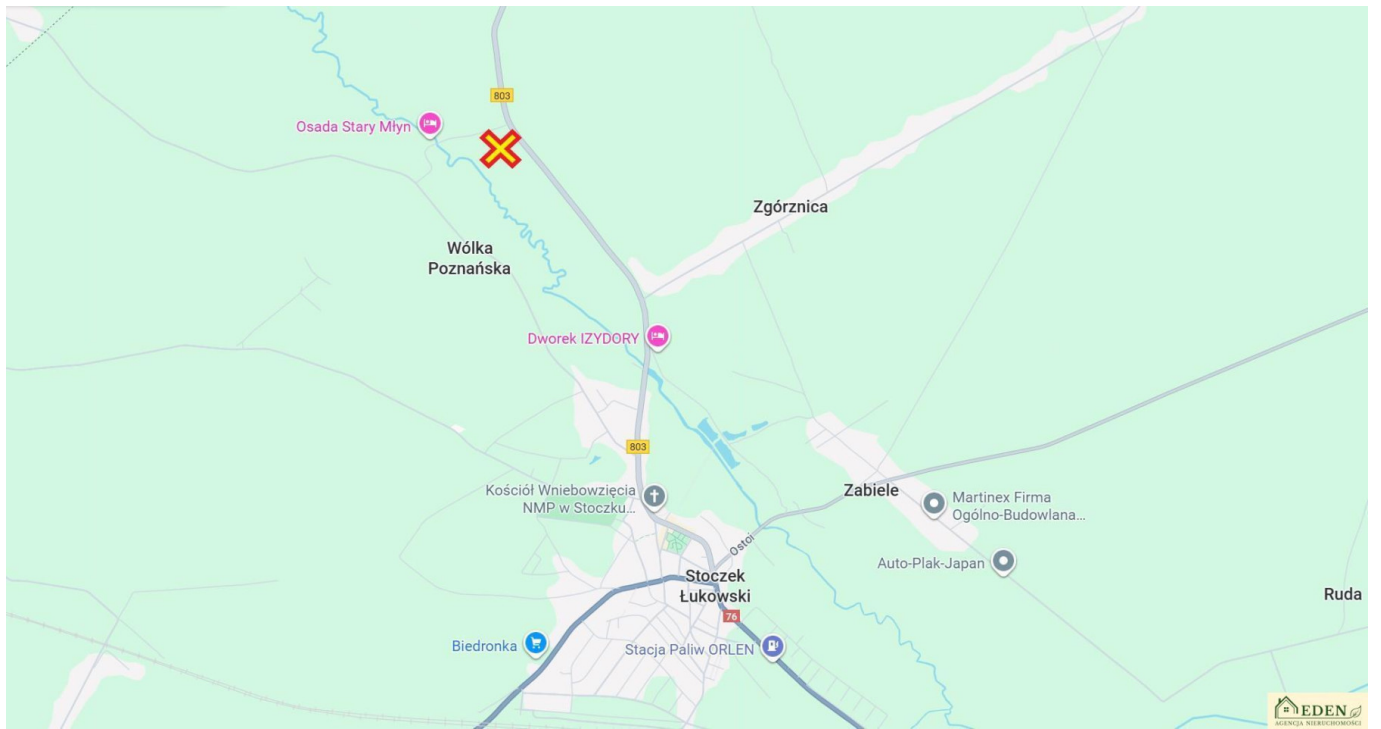 803
Osada Stary Młyn
Zgórznica
Wólka
Poznańska
Dworek IZYDORY
803
Kościół Wniebowzięcia
NMP w Stoczku...
Zabiele
Martinex Firma
Ogólno-Budowlana...
Ostoi
Auto-Plak-Japan
Stoczek
Łukowski
Ruda
76
Biedronka
Stacja Paliw ORLEN
EDEN
AGENCJA NIERUCHOMOŚCI